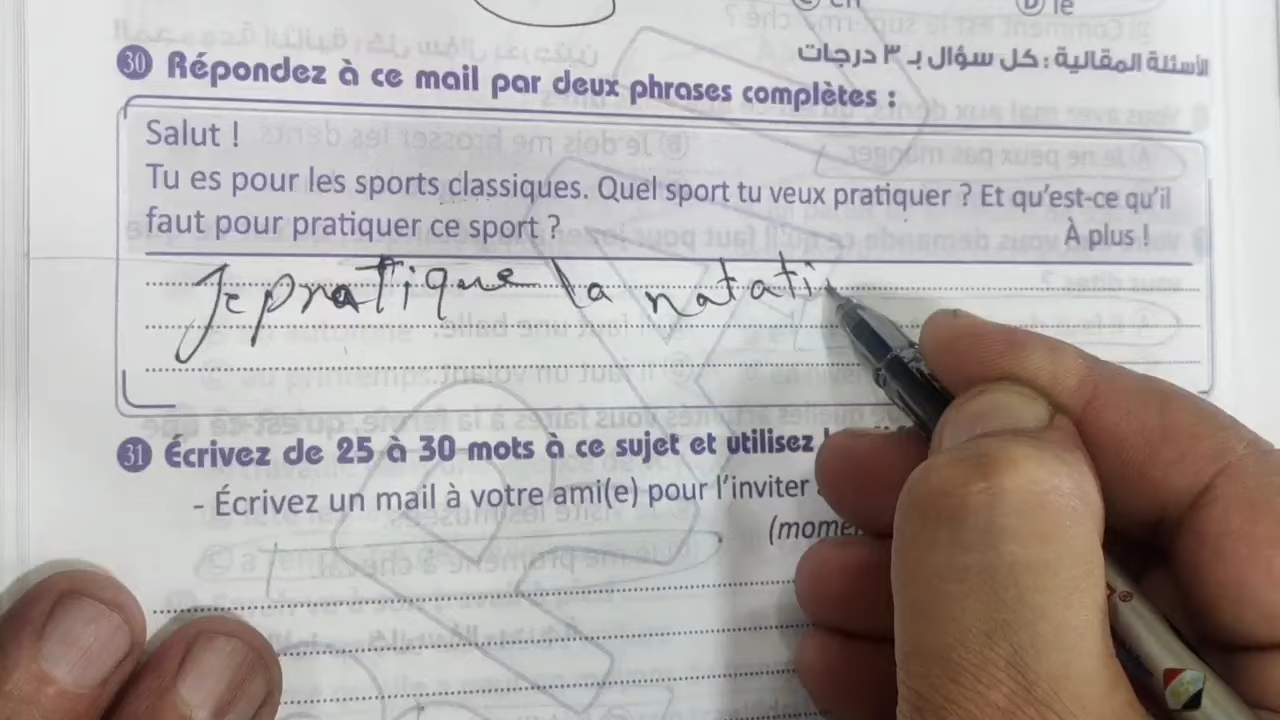 C en D le
الأسئلة المقالية : كل سؤال بـ ٣ درجات
30 Répondez à ce mail par deux phrases complètes :
Salut !
Tu es pour les sports classiques. Quel sport tu veux pratiquer ? Et qu'est-ce qu'il
faut pour pratiquer ce sport ?
À plus !
Je pratique la natati
31 Écrivez de 25 à 30 mots à ce sujet et utilisez
- Écrivez un mail à votre ami(e) pour l'inviter